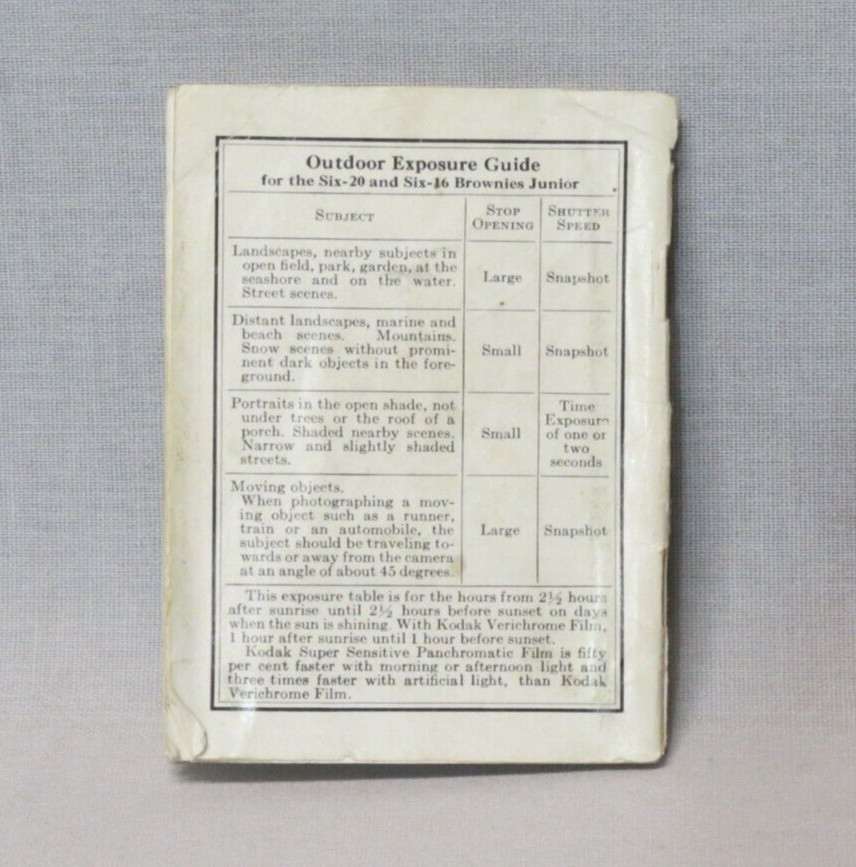 Outdoor Exposure Guide
for the Six-20 and Six-16 Brownies Junior
SUBJECT
STOP
OPENING
SHUTTER
SPEED
Landscapes, nearby subjects in
open field, park, garden, at the
seashore and on the water.
Street scenes.
Large
Snapshot
Distant landscapes, marine and
beach scenes. Mountains.
Snow scenes without promi-
nent dark objects in the fore-
ground.
Small
Snapshot
Portraits in the open shade, not
under trees or the roof of a
porch. Shaded nearby scenes.
Narrow and slightly shaded
streets.
Small
Time
Exposure
of one or
two
seconds
Moving objects.
When photographing a mov-
ing object such as a runner,
train or an automobile, the
subject should be traveling to-
wards or away from the camera
at an angle of about 45 degrees.
Large
Snapshot
This exposure table is for the hours from 2½ hours
after sunrise until 2½ hours before sunset on days
when the sun is shining. With Kodak Verichrome Film,
1 hour after sunrise until 1 hour before sunset.
Kodak Super Sensitive Panchromatic Film is fifty
per cent faster with morning or afternoon light and
three times faster with artificial light, than Kodak
Verichrome Film.